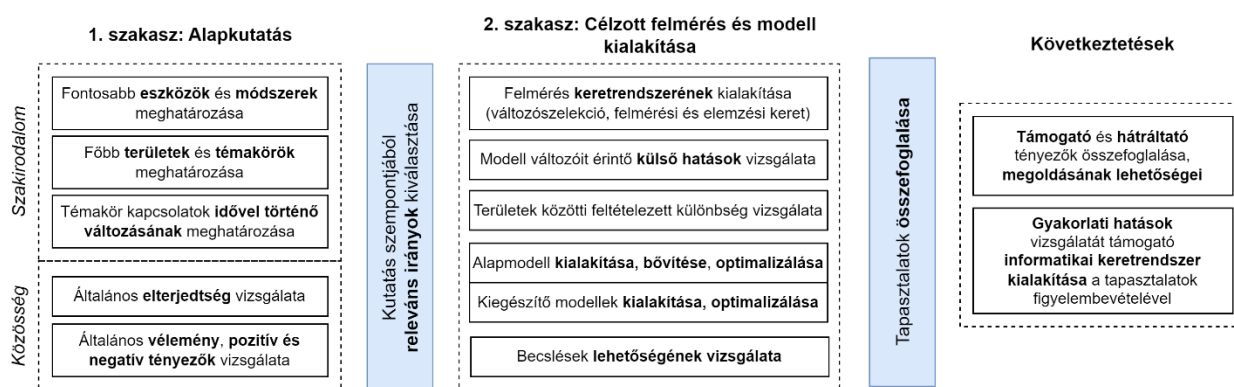 1. szakasz: Alapkutatás
Szakirodalom
Fontosabb eszközök és módszerek
meghatározása
Főbb területek és témakörök
meghatározása
Témakör kapcsolatok idővel történő
változásának meghatározása
Közösség
Általános elterjedtség vizsgálata
Általános vélemény, pozitív és
negatív tényezők vizsgálata
Kutatás szempontjából
releváns irányok kiválasztása
2. szakasz: Célzott felmérés és modell
kialakítása
Felmérés keretrendszerének kialakítása
(változószelekció, felmérési és elemzési keret)
Modell változóit érintő külső hatások vizsgálata
Területek közötti feltételezett különbség vizsgálata
Alapmodell kialakítása, bővítése, optimalizálása
Kiegészítő modellek kialakítása, optimalizálása
Becslések lehetőségének vizsgálata
Tapasztalatok összefoglalása
Következtetések
Támogató és hátráltató
tényezők összefoglalása,
megoldásának lehetőségei
Gyakorlati hatások
vizsgálatát támogató
informatikai keretrendszer
kialakítása a tapasztalatok
figyelembevételével